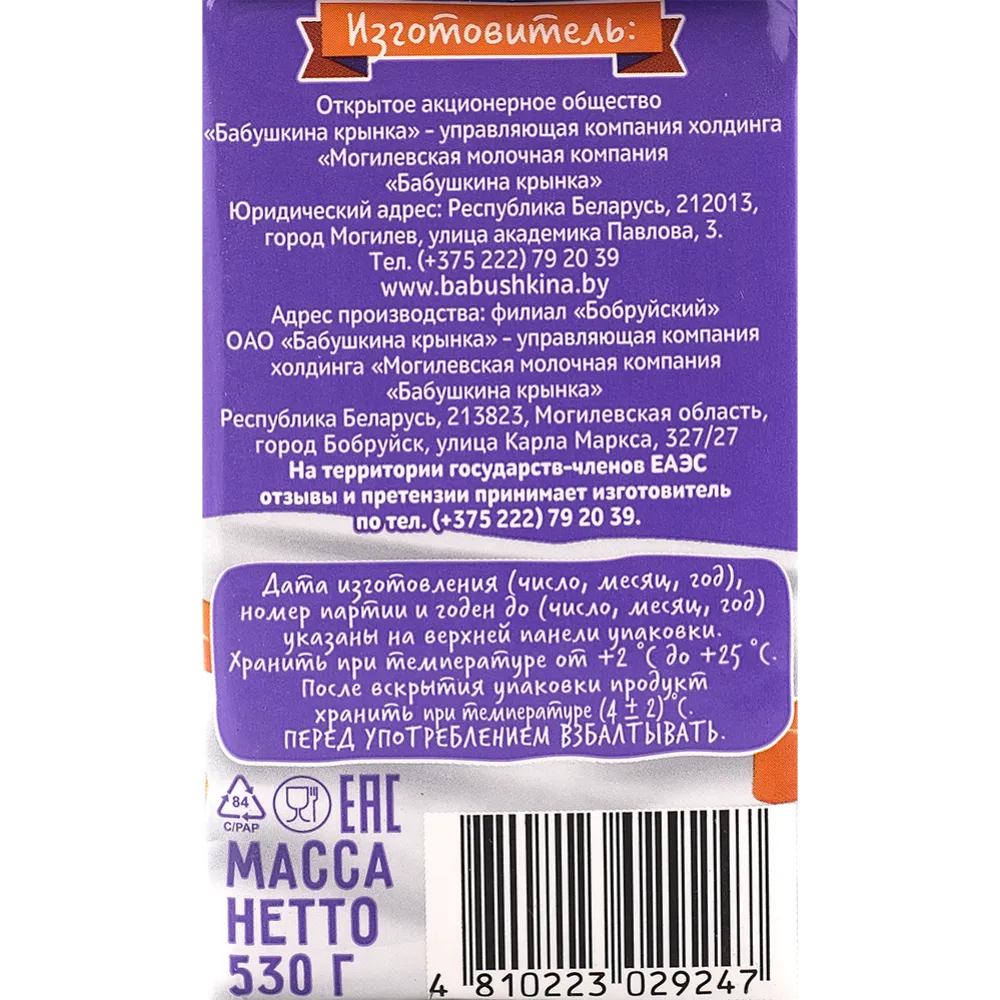 Изготовитель:
Открытое акционерное общество
«Бабушкина крынка» – управляющая компания холдинга
«Могилевская молочная компания
«Бабушкина крынка»
Юридический адрес: Республика Беларусь, 212013,
город Могилев, улица академика Павлова, 3.
Тел. (+375 222) 79 20 39
www.babushkina.by
Адрес производства: филиал «Бобруйский»
ОАО «Бабушкина крынка» – управляющая компания
холдинга «Могилевская молочная компания
«Бабушкина крынка»
Республика Беларусь, 213823, Могилевская область,
город Бобруйск, улица Карла Маркса, 327/27
На территории государств-членов ЕАЭС
отзывы и претензии принимает изготовитель
по тел. (+375 222) 79 20 39.
Дата изготовления (число, месяц, год),
номер партии и годен до (число, месяц, год)
указаны на верхней панели упаковки.
Хранить при температуре от +2 °С до +25 °С.
После вскрытия упаковки продукт
хранить при температуре (4 ± 2) °С.
ПЕРЕД УПОТРЕБЛЕНИЕМ ВЗБАЛТЫВАТЬ.
84
C/PAP
ЕАС
МАССА
НЕТТО
530 Г
4 810223 029247